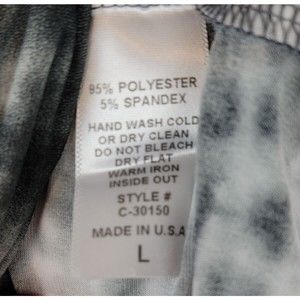 95% POLYESTER
5% SPANDEX
HAND WASH COLD
OR DRY CLEAN
DO NOT BLEACH
DRY FLAT
WARM IRON
INSIDE OUT
STYLE #
C-30150
MADE IN U.S.A
L